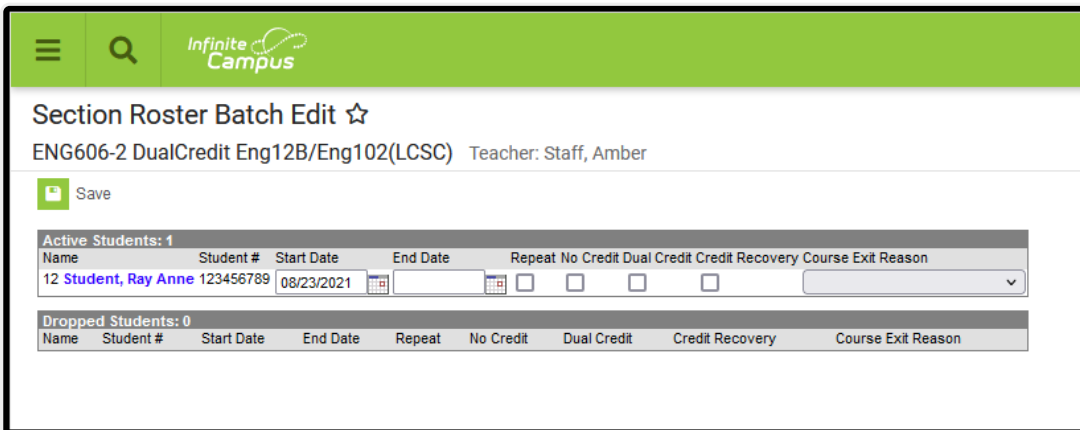 Infinite
Campus
Section Roster Batch Edit
ENG606-2 DualCredit Eng12B/Eng102(LCSC) Teacher: Staff, Amber
Save
Active Students: 1
Name Student # Start Date End Date Repeat No Credit Dual Credit Credit Recovery Course Exit Reason
12 Student, Ray Anne 123456789 08/23/2021
Dropped Students: 0
Name Student # Start Date End Date Repeat No Credit Dual Credit Credit Recovery Course Exit Reason